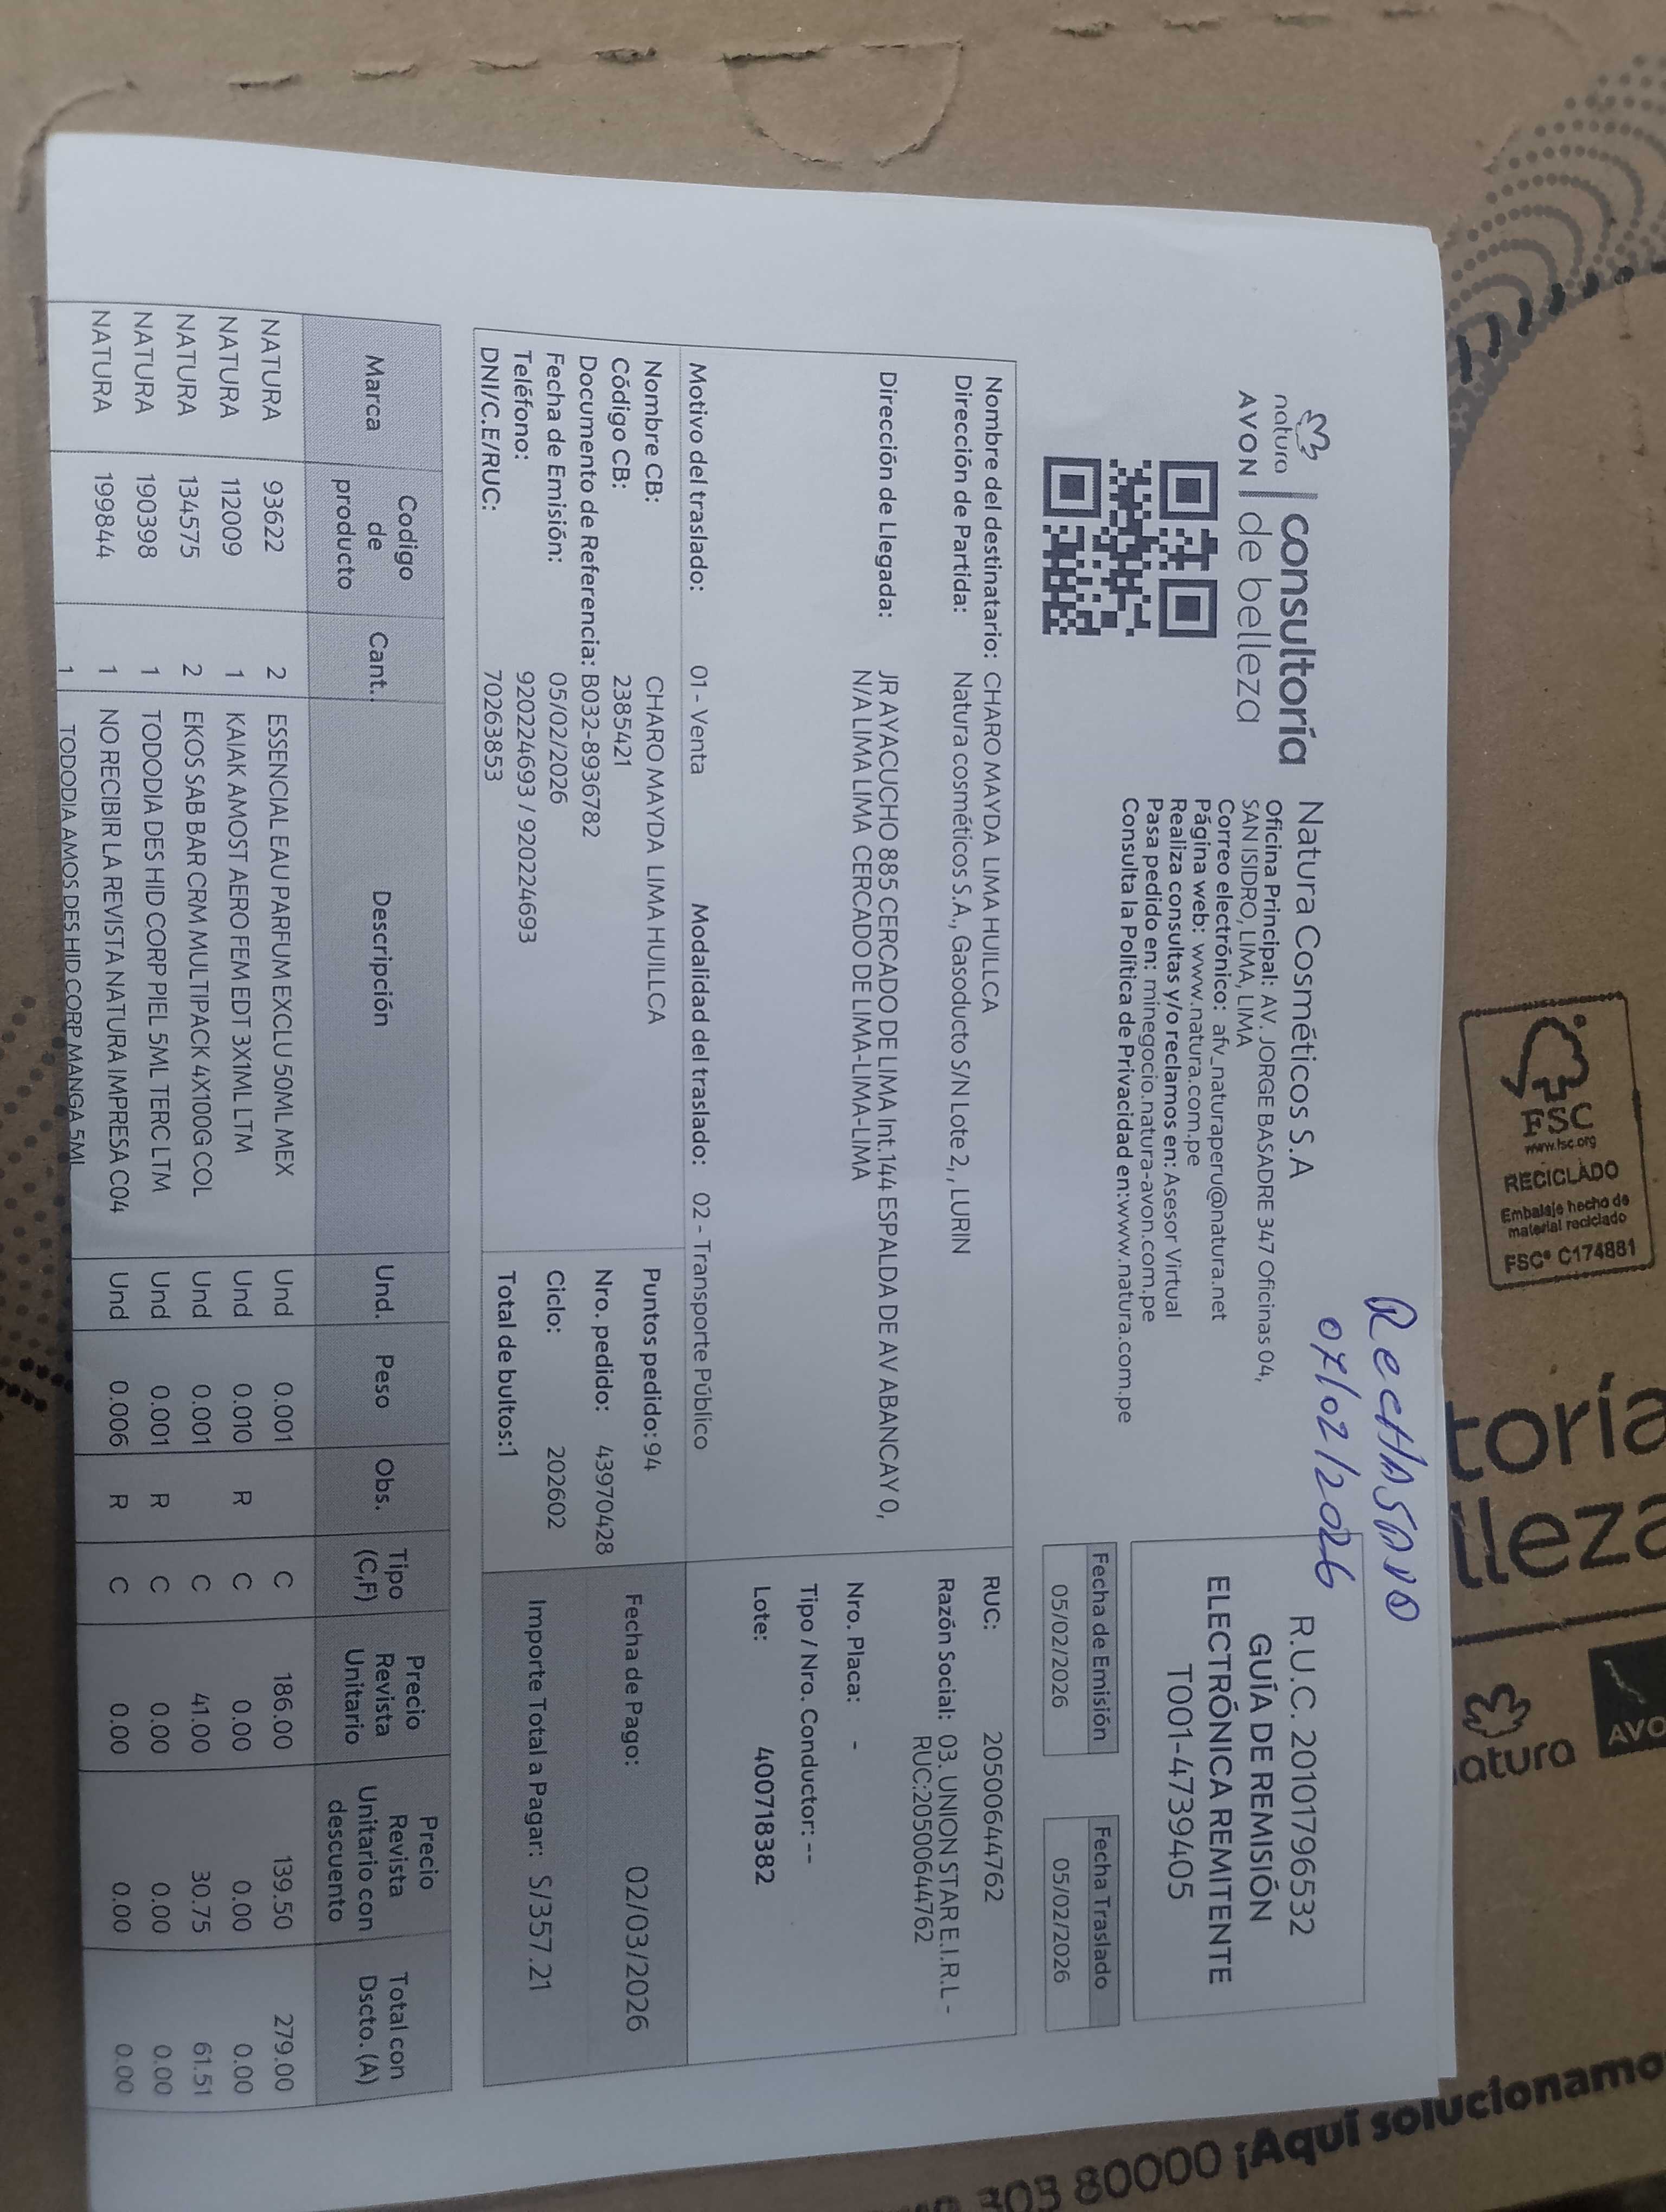 RecHASADO
07/02/2026
natura
AVON
consultoría
de belleza
Natura Cosméticos S.A
Oficina Principal: AV. JORGE BASADRE 347 Oficinas 04,
SAN ISIDRO, LIMA, LIMA
Correo electrónico: afv_naturaperu@natura.net
Página web: www.natura.com.pe
Realiza consultas y/o reclamos en: Asesor Virtual
Pasa pedido en: minegocio.natura-avon.com.pe
Consulta la Política de Privacidad en:www.natura.com.pe
R.U.C. 20101796532
GUÍA DE REMISIÓN
ELECTRÓNICA REMITENTE
T001-4739405
Fecha de Emisión Fecha Traslado
05/02/2026 05/02/2026
Nombre del destinatario: CHARO MAYDA LIMA HUILLCA
Dirección de Partida: Natura cosméticos S.A., Gasoducto S/N Lote 2, , LURIN
Dirección de Llegada: JR AYACUCHO 885 CERCADO DE LIMA Int.144 ESPALDA DE AV ABANCAY 0,
N/A LIMA LIMA CERCADO DE LIMA-LIMA-LIMA
RUC: 20500644762
Razón Social: 03. UNION STAR E.I.R.L -
RUC:20500644762
Nro. Placa: -
Tipo / Nro. Conductor: --
Lote: 400718382
Motivo del traslado: 01 - Venta Modalidad del traslado: 02 - Transporte Público
Nombre CB: CHARO MAYDA LIMA HUILLCA
Código CB: 2385421
Documento de Referencia: B032-8936782
Fecha de Emisión: 05/02/2026
Teléfono: 920224693 / 920224693
DNI/C.E/RUC: 70263853
Puntos pedido: 94
Nro. pedido: 43970428
Ciclo: 202602
Total de bultos:1
Fecha de Pago: 02/03/2026
Importe Total a Pagar: S/357.21
Marca Codigo de producto Cant.. Descripción Und. Peso Obs. Tipo (C,F) Precio Revista Unitario Precio Revista Unitario con descuento Total con Dscto. (A)
NATURA 93622 2 ESSENCIAL EAU PARFUM EXCLU 50ML MEX Und 0.001 C 186.00 139.50 279.00
NATURA 112009 1 KAIAK AMOST AERO FEM EDT 3X1ML LTM Und 0.010 R C 0.00 0.00 0.00
NATURA 134575 2 EKOS SAB BAR CRM MULTIPACK 4X100G COL Und 0.001 C 41.00 30.75 61.51
NATURA 190398 1 TODODIA DES HID CORP PIEL 5ML TERC LTM Und 0.001 R C 0.00 0.00 0.00
NATURA 199844 1 NO RECIBIR LA REVISTA NATURA IMPRESA C04 Und 0.006 R C 0.00 0.00 0.00
1 TODODIA AMOS DES HID CORP MANGA 5ML
FSC
www.fsc.org
RECICLADO
Embalaje hecho de
material reciclado
FSC® C174881
toría
lleza
atura
AVO
80000 ¡Aquí solucionamo